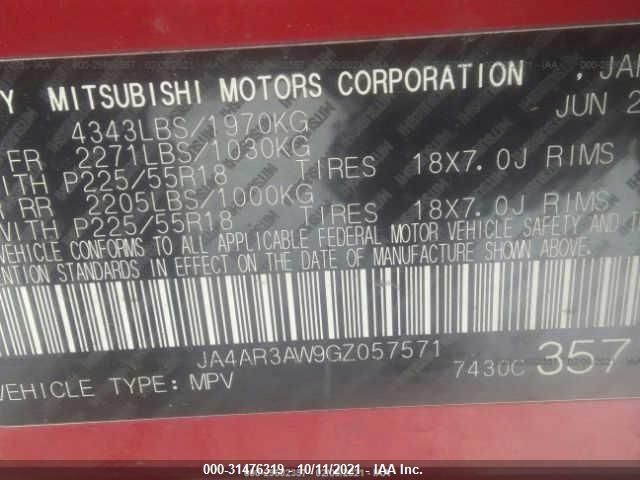 Y MITSUBISHI MOTORS CORPORATION , JAP
JUN 2
4343LBS/1970KG
FR 2271LBS/1030KG
WITH P225/55R18 TIRES 18X7.0J RIMS
RR 2205LBS/1000KG
WITH P225/55R18 TIRES 18X7.0J RIMS
VEHICLE CONFORMS TO ALL APPLICABLE FEDERAL MOTOR VEHICLE SAFETY AND
ENTION STANDARDS IN EFFECT ON THE DATE OF MANUFACTURE SHOWN ABOVE.
JA4AR3AW9GZ057571
VEHICLE TYPE: MPV 7430C 357
000-31476319 - 10/11/2021 - IAA Inc.